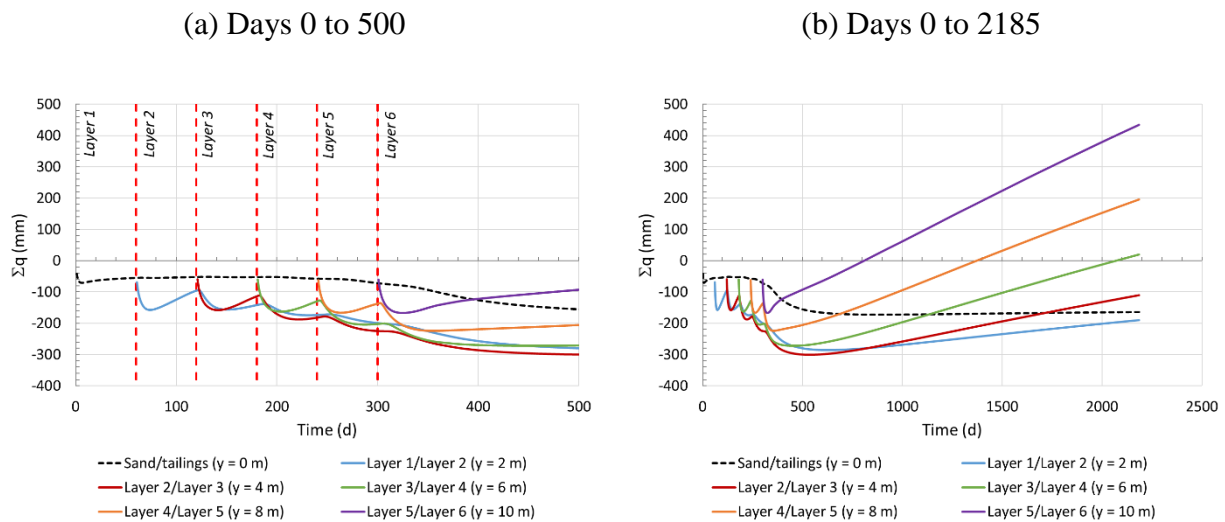 (a) Days 0 to 500
(b) Days 0 to 2185
500
400
300
200
100
0
-100
-200
-300
-400
Σq (mm)
Layer 1
Layer 2
Layer 3
Layer 4
Layer 5
Layer 6
0
100
200
300
400
500
Time (d)
Sand/tailings (y = 0 m)
Layer 1/Layer 2 (y = 2 m)
Layer 2/Layer 3 (y = 4 m)
Layer 3/Layer 4 (y = 6 m)
Layer 4/Layer 5 (y = 8 m)
Layer 5/Layer 6 (y = 10 m)
500
400
300
200
100
0
-100
-200
-300
-400
Σq (mm)
0
500
1000
1500
2000
2500
Time (d)
Sand/tailings (y = 0 m)
Layer 1/Layer 2 (y = 2 m)
Layer 2/Layer 3 (y = 4 m)
Layer 3/Layer 4 (y = 6 m)
Layer 4/Layer 5 (y = 8 m)
Layer 5/Layer 6 (y = 10 m)